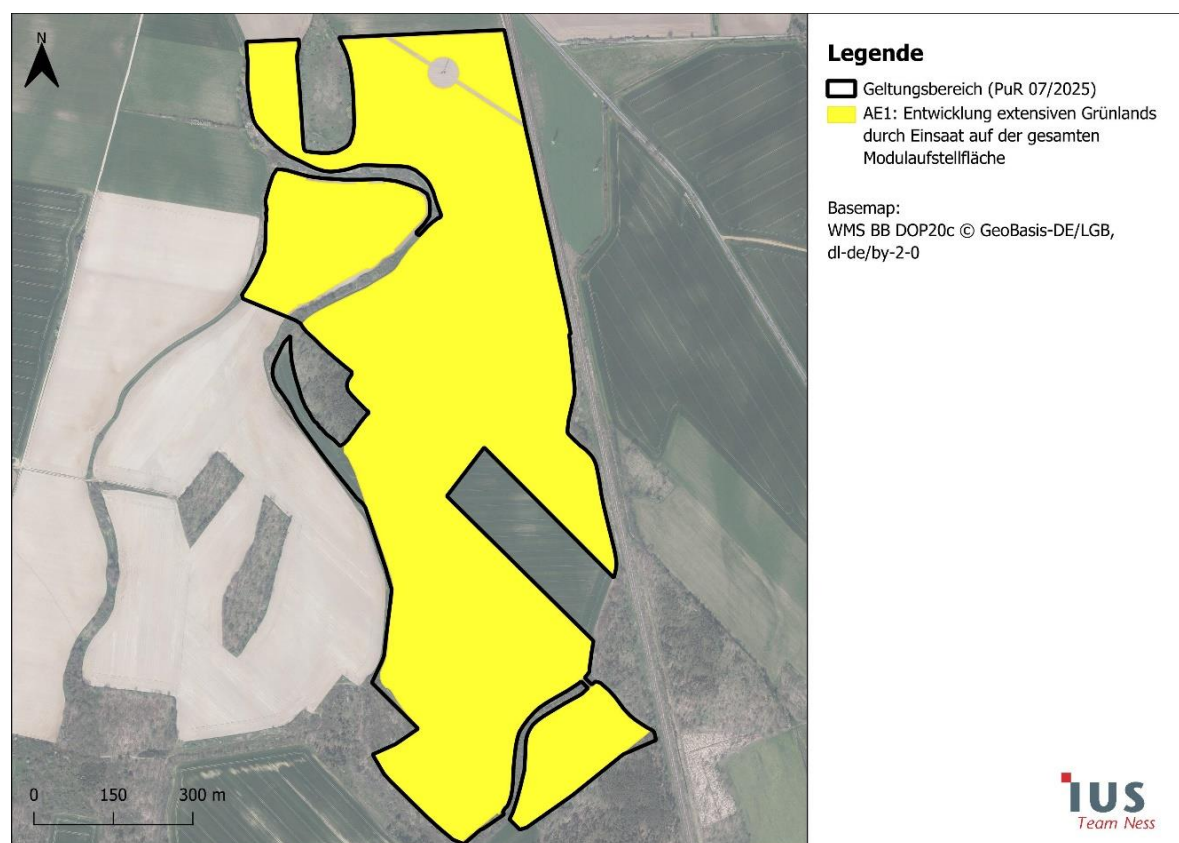 N
0 150 300 m
Legende
Geltungsbereich (PuR 07/2025)
AE1: Entwicklung extensiven Grünlands
durch Einsaat auf der gesamten
Modulaufstellfläche
Basemap:
WMS BB DOP20c © GeoBasis-DE/LGB,
dl-de/by-2-0
IUS
Team Ness